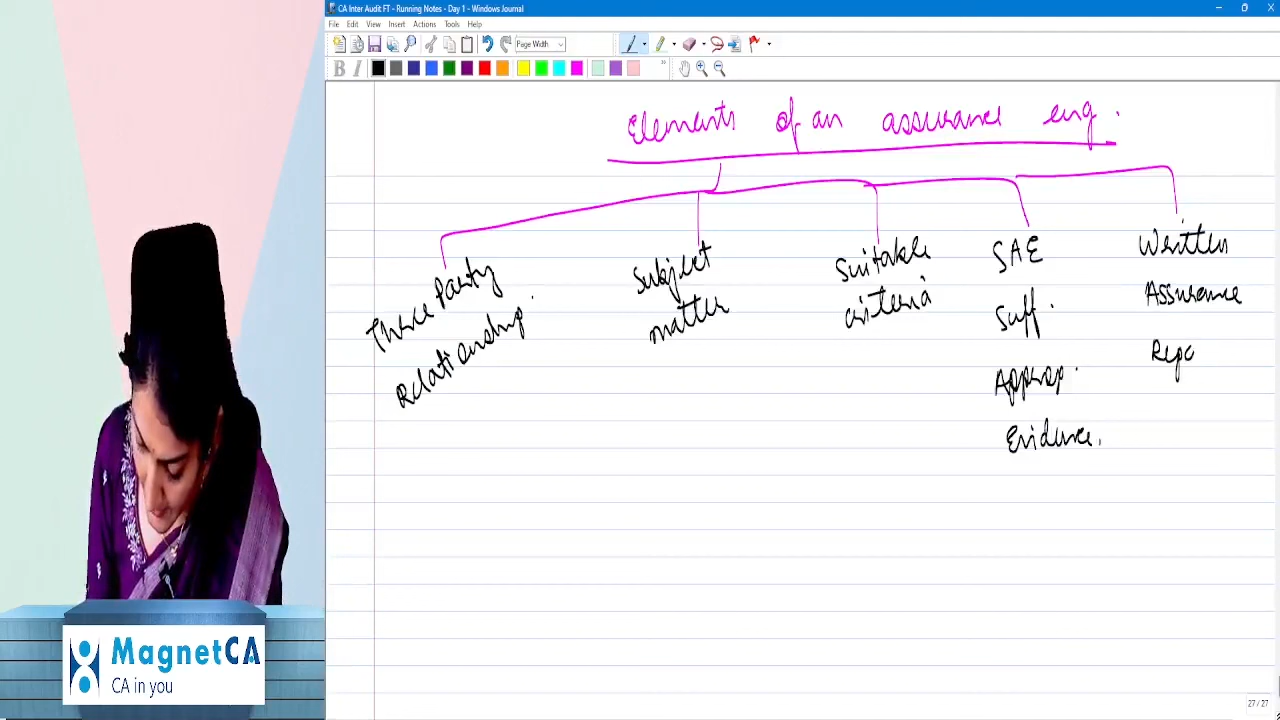 CA Inter Audit FT - Running Notes - Day 1 - Windows Journal
File Edit View Insert Actions Tools Help
Page Width
B I
Elements of an assurance eng.
Three Party
Relationship.
Subject
matter
Suitable
criteria
SAE
Suff.
Approp.
Evidence.
Written
Assurance
Repo
MagnetCA
CA in you
27 / 27